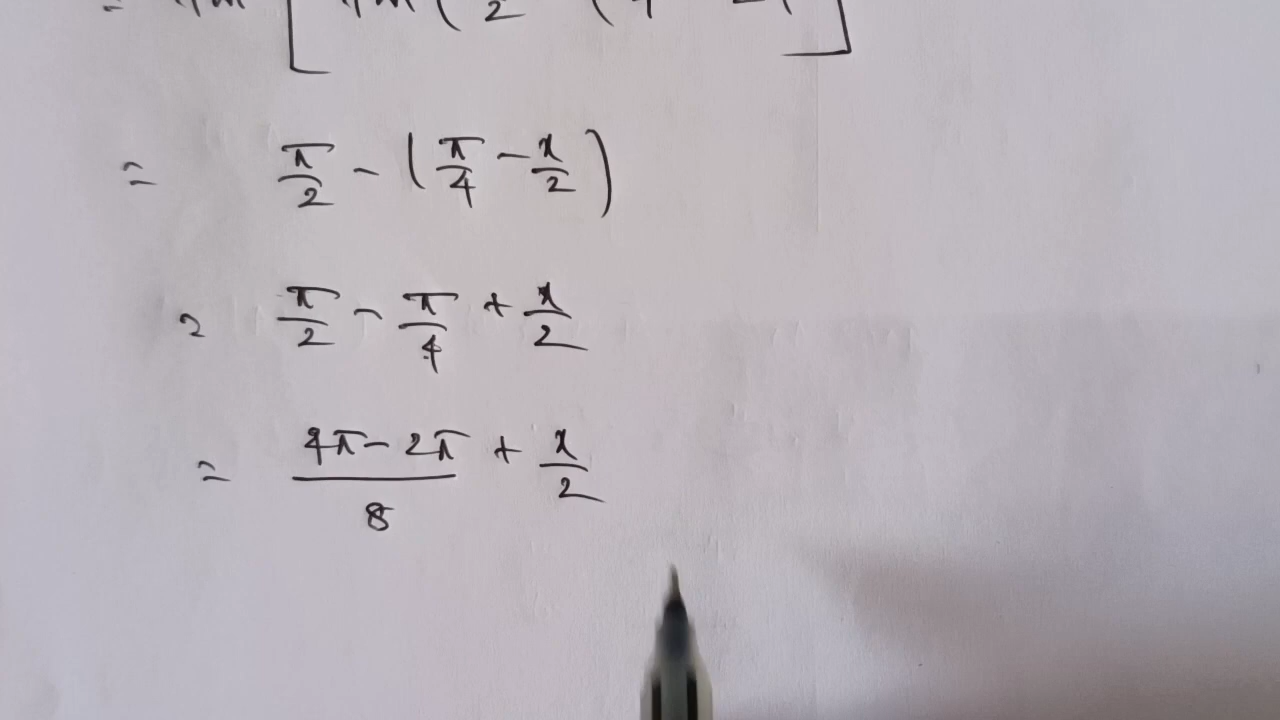 = π/2 - (π/4 - x/2)
= π/2 - π/4 + x/2
= (4π - 2π)/8 + x/2